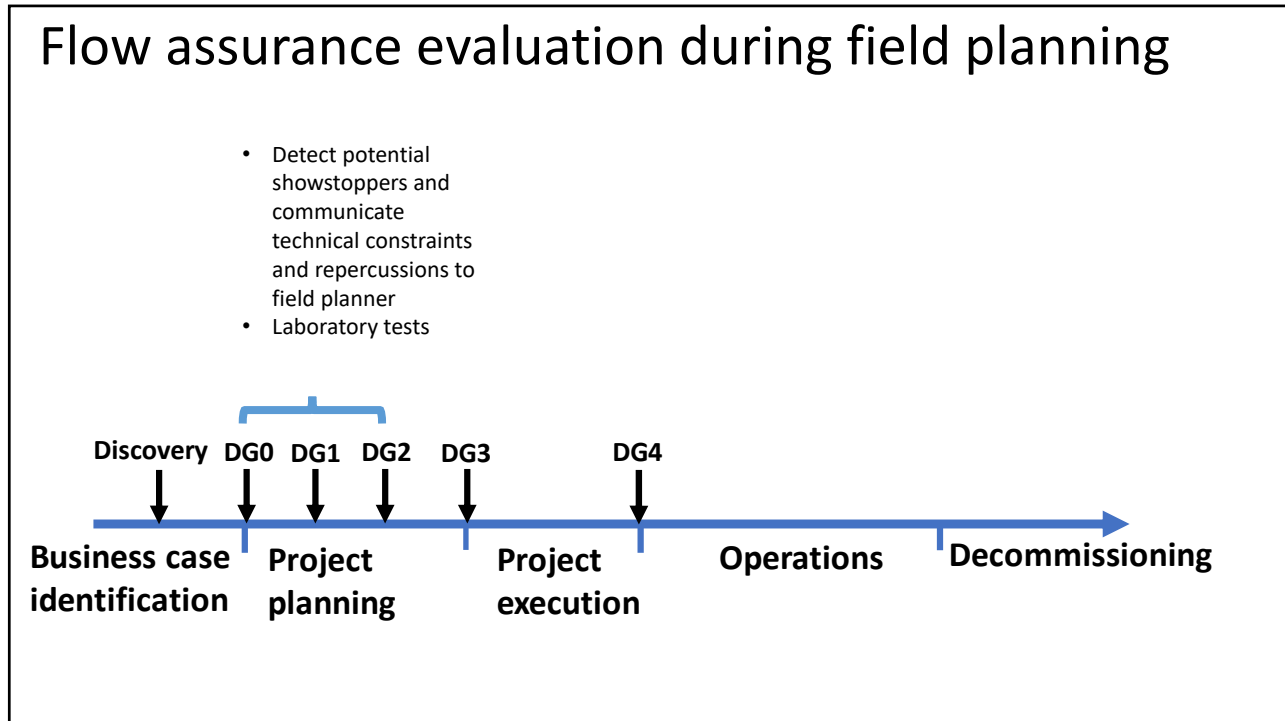 Flow assurance evaluation during field planning
• Detect potential
showstoppers and
communicate
technical constraints
and repercussions to
field planner
• Laboratory tests
Discovery DG0 DG1 DG2 DG3 DG4
Business case
identification
Project
planning
Project
execution
Operations
Decommissioning